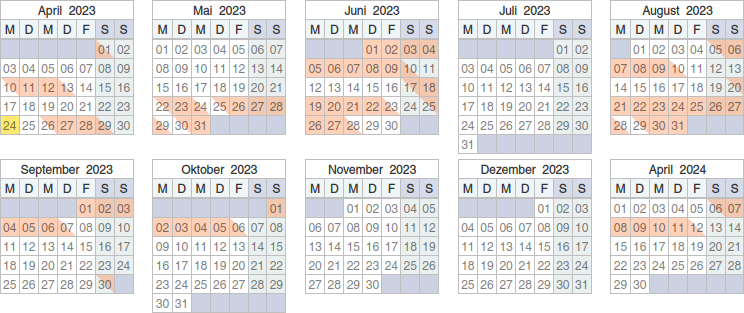 April 2023
M D M D F S S
01 02
03 04 05 06 07 08 09
10 11 12 13 14 15 16
17 18 19 20 21 22 23
24 25 26 27 28 29 30
Mai 2023
M D M D F S S
01 02 03 04 05 06 07
08 09 10 11 12 13 14
15 16 17 18 19 20 21
22 23 24 25 26 27 28
29 30 31
Juni 2023
M D M D F S S
01 02 03 04
05 06 07 08 09 10 11
12 13 14 15 16 17 18
19 20 21 22 23 24 25
26 27 28 29 30
Juli 2023
M D M D F S S
01 02
03 04 05 06 07 08 09
10 11 12 13 14 15 16
17 18 19 20 21 22 23
24 25 26 27 28 29 30
31
August 2023
M D M D F S S
01 02 03 04 05 06
07 08 09 10 11 12 13
14 15 16 17 18 19 20
21 22 23 24 25 26 27
28 29 30 31
September 2023
M D M D F S S
01 02 03
04 05 06 07 08 09 10
11 12 13 14 15 16 17
18 19 20 21 22 23 24
25 26 27 28 29 30
Oktober 2023
M D M D F S S
01
02 03 04 05 06 07 08
09 10 11 12 13 14 15
16 17 18 19 20 21 22
23 24 25 26 27 28 29
30 31
November 2023
M D M D F S S
01 02 03 04 05
06 07 08 09 10 11 12
13 14 15 16 17 18 19
20 21 22 23 24 25 26
27 28 29 30
Dezember 2023
M D M D F S S
01 02 03
04 05 06 07 08 09 10
11 12 13 14 15 16 17
18 19 20 21 22 23 24
25 26 27 28 29 30 31
April 2024
M D M D F S S
01 02 03 04 05 06 07
08 09 10 11 12 13 14
15 16 17 18 19 20 21
22 23 24 25 26 27 28
29 30